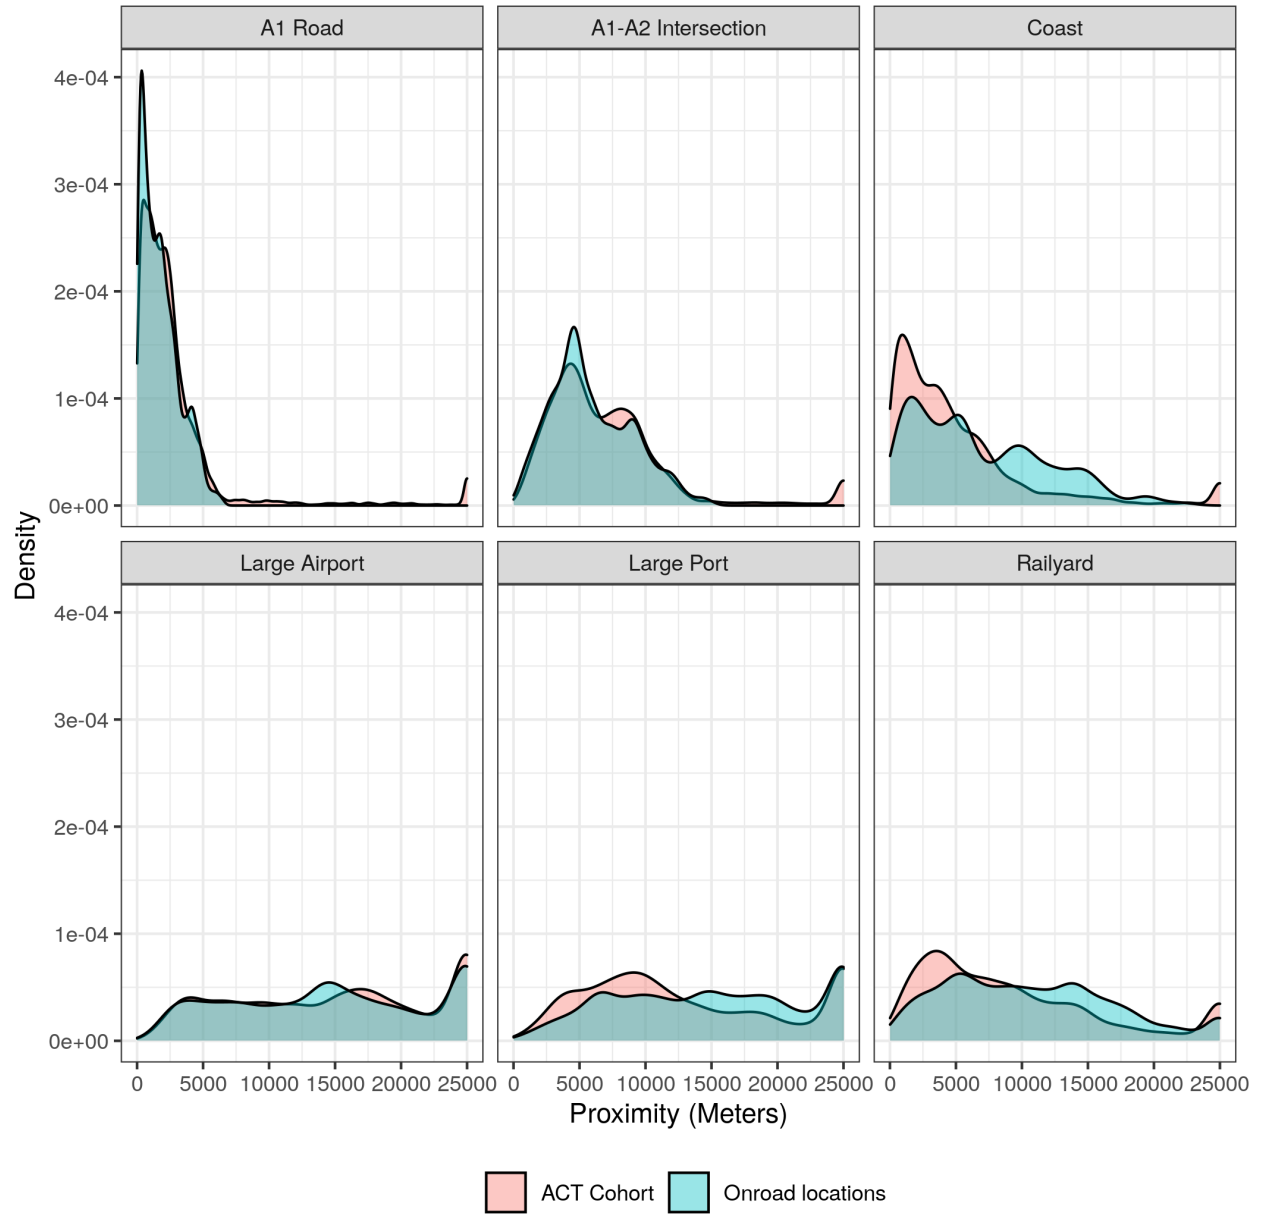 A1 Road
A1-A2 Intersection
Coast
4e-04
3e-04
2e-04
1e-04
0e+00
Large Airport
Large Port
Railyard
4e-04
3e-04
2e-04
1e-04
0e+00
0 5000 10000 15000 20000 25000
0 5000 10000 15000 20000 25000
0 5000 10000 15000 20000 25000
Density
Proximity (Meters)
ACT Cohort
Onroad locations